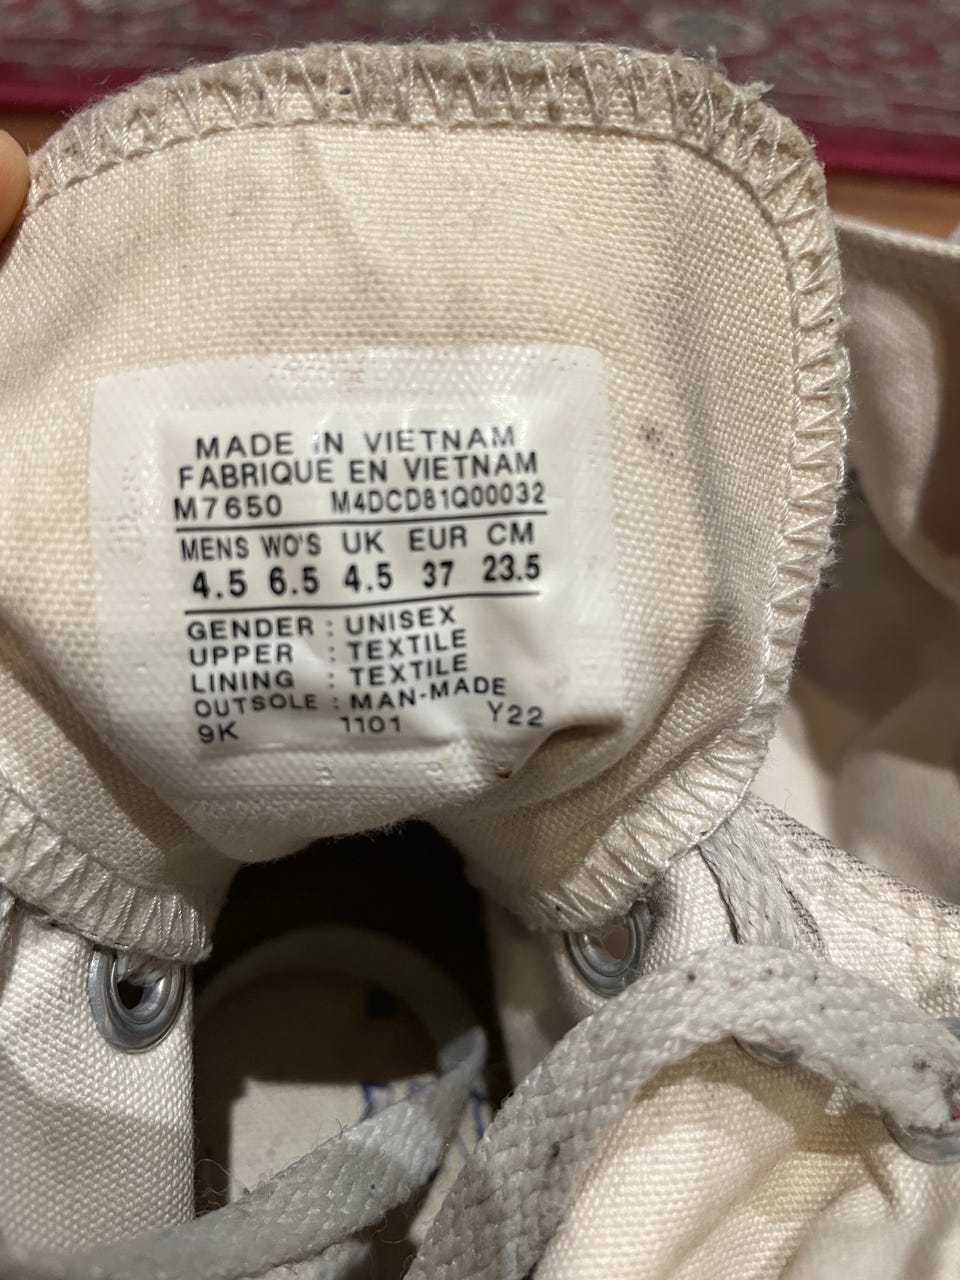 MADE IN VIETNAM
FABRIQUE EN VIETNAM
M7650 M4DCD81Q00032
MENS WO'S UK EUR CM
4.5 6.5 4.5 37 23.5
GENDER : UNISEX
UPPER : TEXTILE
LINING : TEXTILE
OUTSOLE : MAN-MADE
9K 1101 Y22